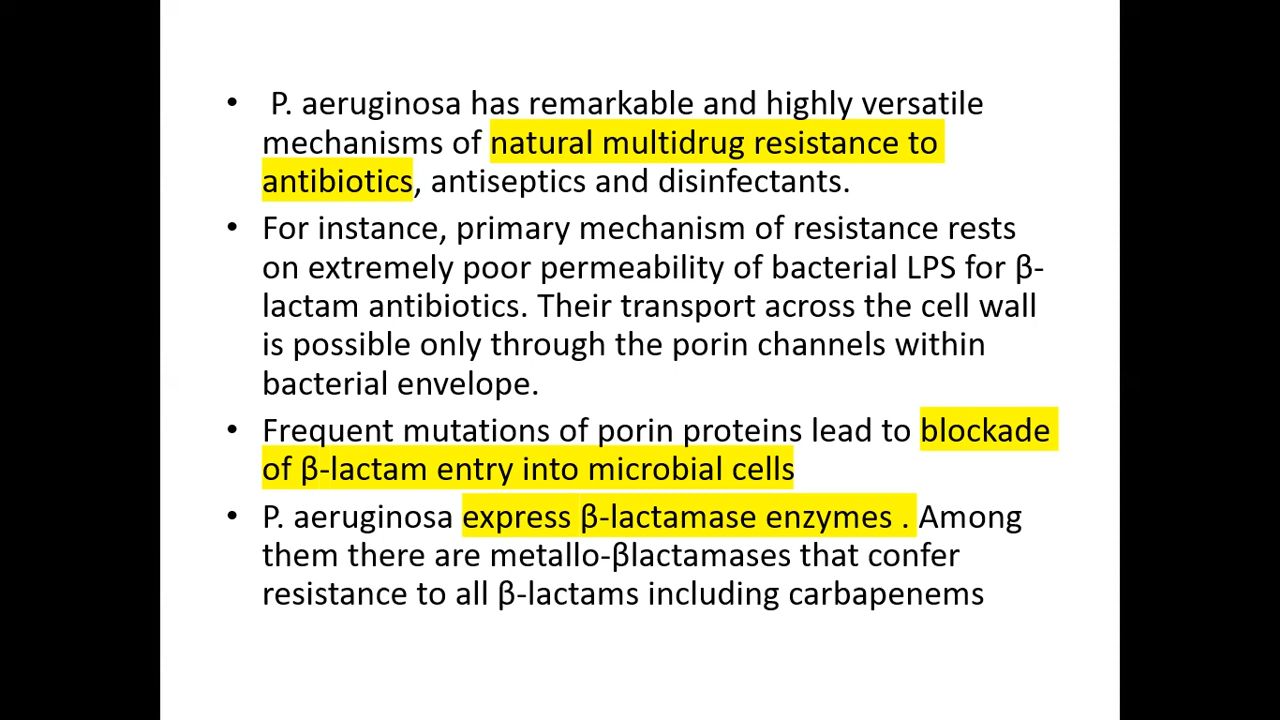 • P. aeruginosa has remarkable and highly versatile
mechanisms of natural multidrug resistance to
antibiotics, antiseptics and disinfectants.
• For instance, primary mechanism of resistance rests
on extremely poor permeability of bacterial LPS for β-
lactam antibiotics. Their transport across the cell wall
is possible only through the porin channels within
bacterial envelope.
• Frequent mutations of porin proteins lead to blockade
of β-lactam entry into microbial cells
• P. aeruginosa express β-lactamase enzymes . Among
them there are metallo-βlactamases that confer
resistance to all β-lactams including carbapenems